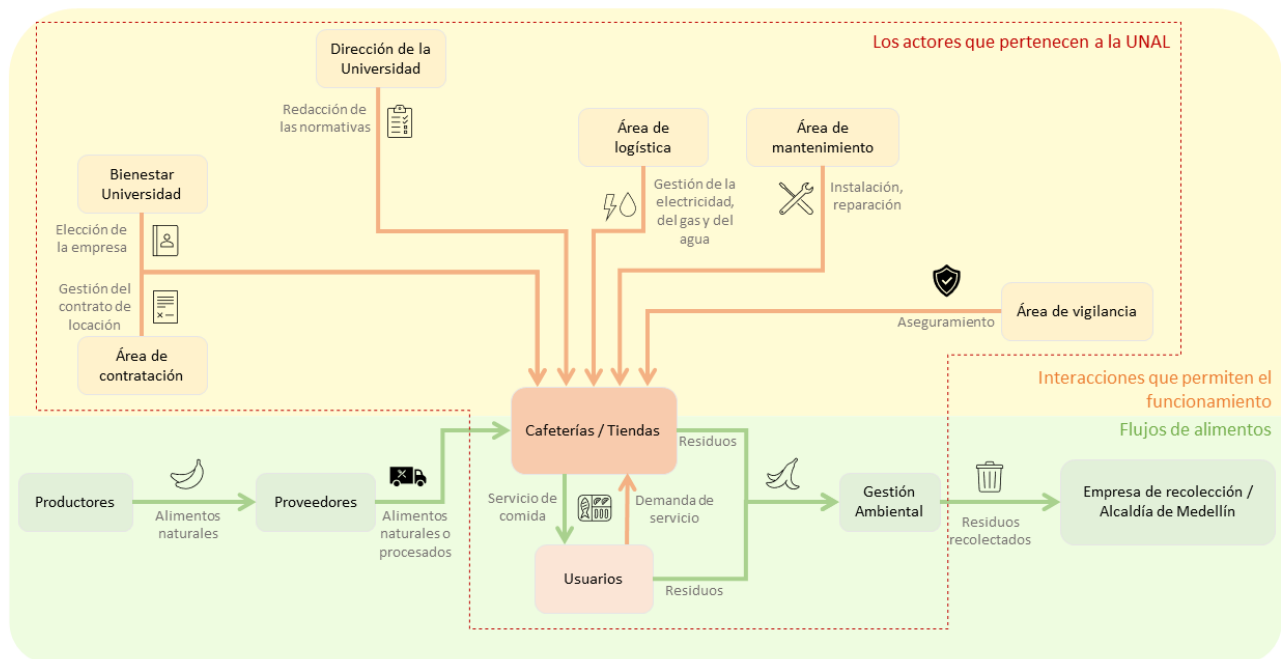 Los actores que pertenecen a la UNAL
Dirección de la
Universidad
Redacción de
las normativas
Área de
logística
Área de
mantenimiento
Bienestar
Universidad
Gestión de la
electricidad,
del gas y del
agua
Instalación,
reparación
Elección de
la empresa
Gestión del
contrato de
locación
Área de
contratación
Aseguramiento
Área de vigilancia
Interacciones que permiten el
funcionamiento
Flujos de alimentos
Cafeterías / Tiendas
Residuos
Productores
Alimentos
naturales
Proveedores
Alimentos
naturales o
procesados
Servicio de
comida
Demanda de
servicio
Usuarios
Residuos
Gestión
Ambiental
Residuos
recolectados
Empresa de recolección /
Alcaldía de Medellín